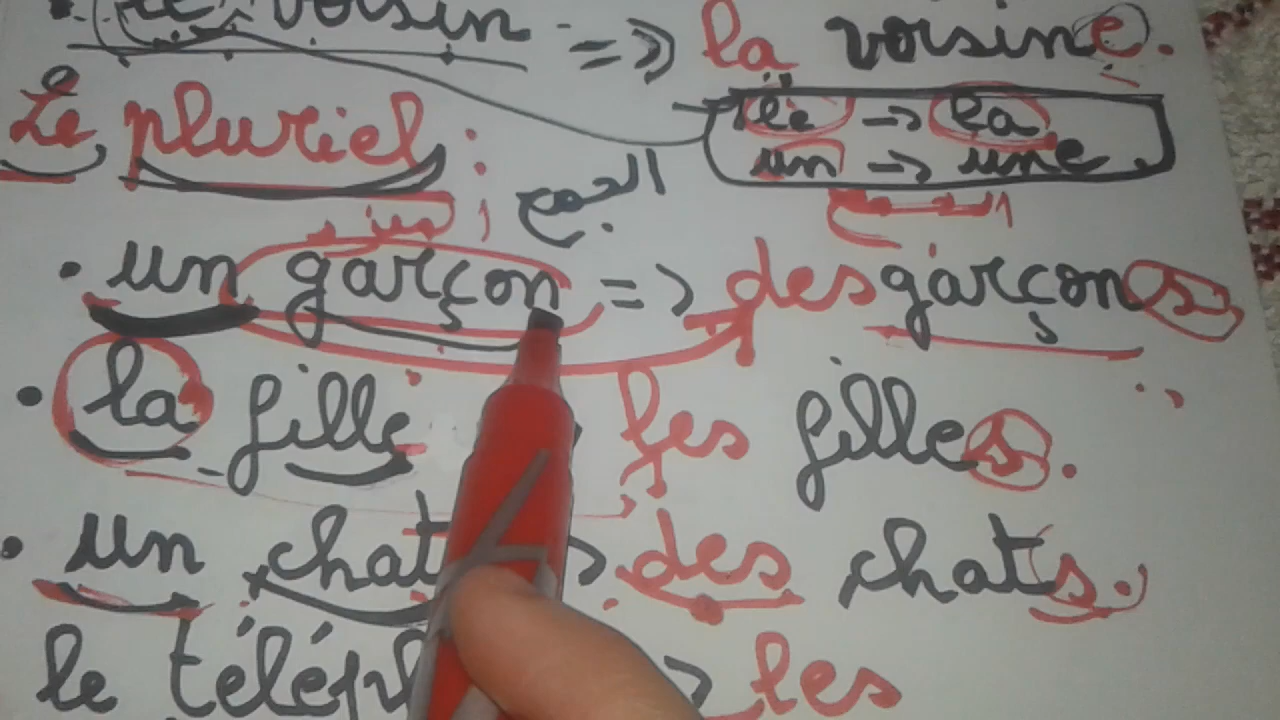 le voisin => la voisine.
Le pluriel : الجمع
le -> la
un -> une
• un garçon => des garçons
• la fille les filles.
• un chat des chats.
le les